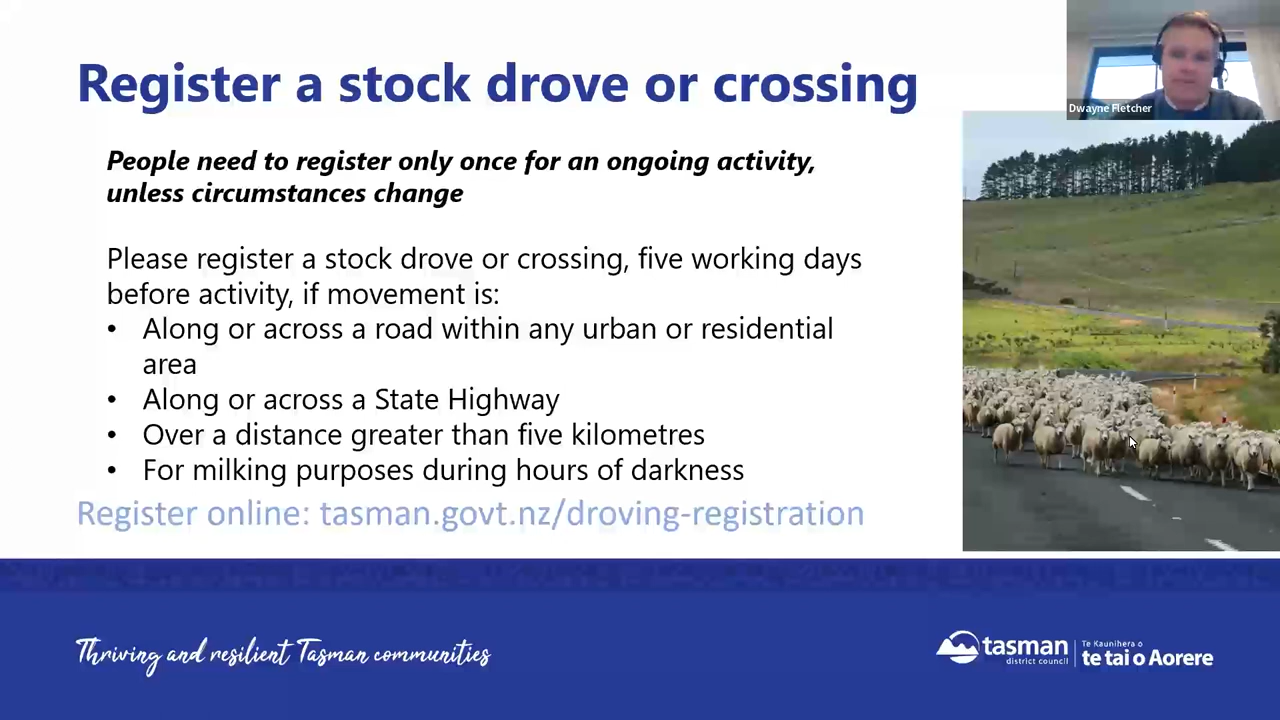 Register a stock drove or crossing
Dwayne Fletcher
People need to register only once for an ongoing activity,
unless circumstances change
Please register a stock drove or crossing, five working days
before activity, if movement is:
• Along or across a road within any urban or residential
area
• Along or across a State Highway
• Over a distance greater than five kilometres
• For milking purposes during hours of darkness
Register online: tasman.govt.nz/droving-registration
Thriving and resilient Tasman communities
tasman
district council
Te Kaunihera o
te tai o Aorere